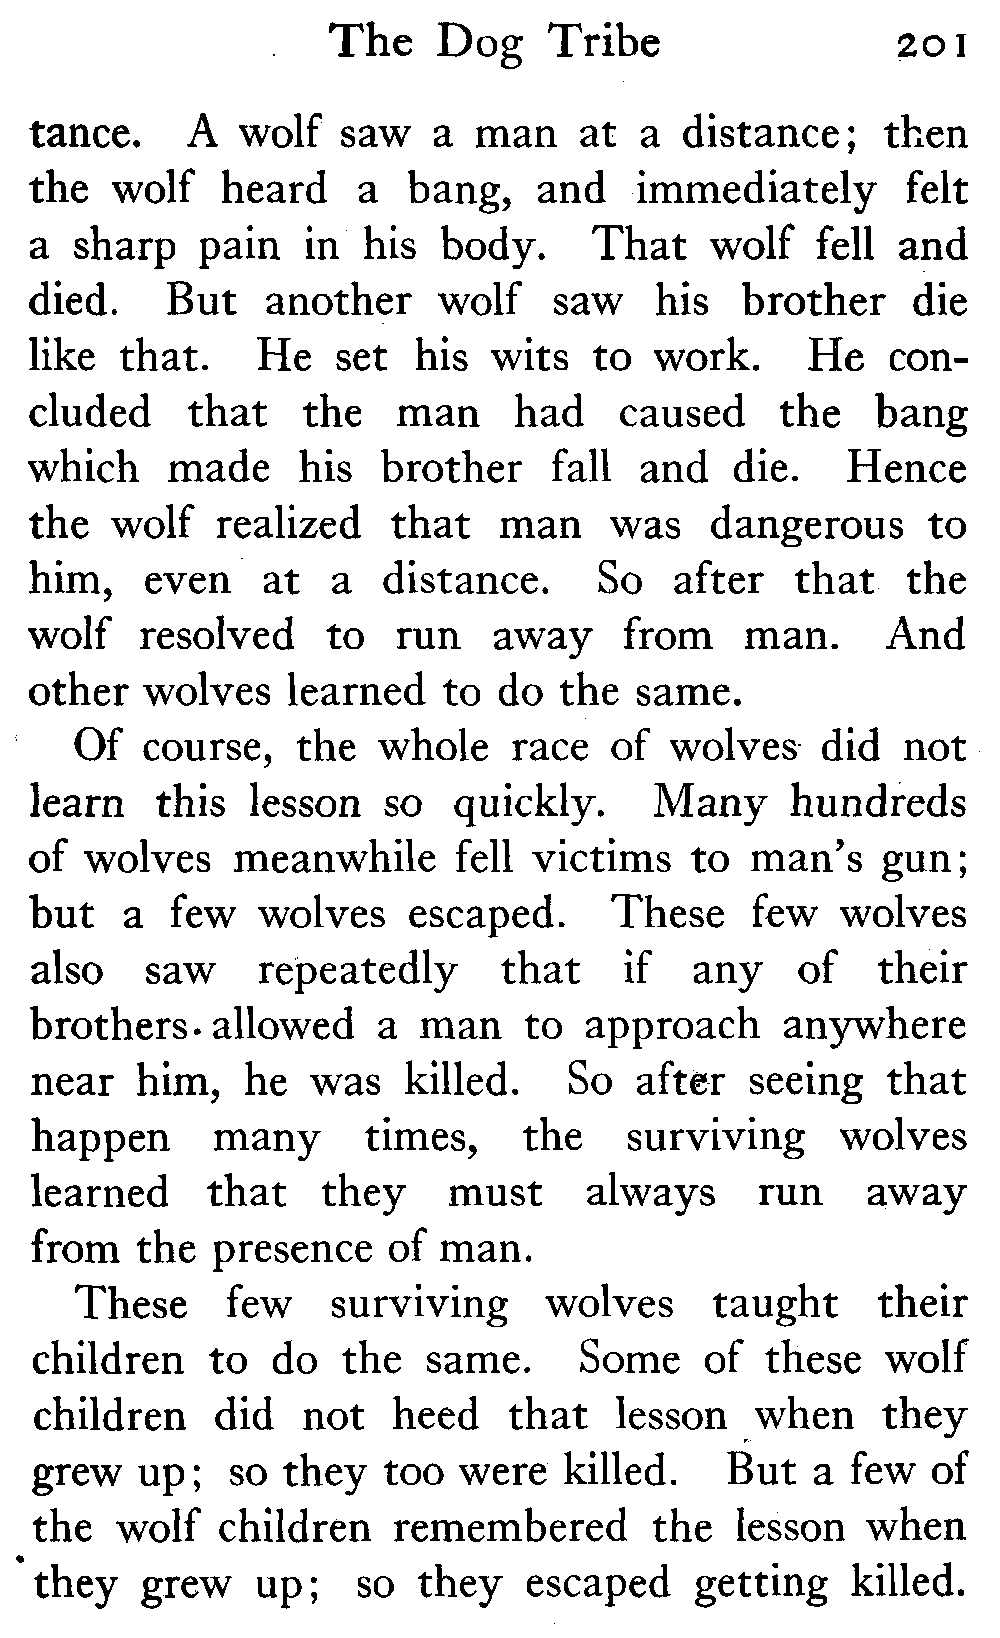 The Dog Tribe 201
tance. A wolf saw a man at a distance; then
the wolf heard a bang, and immediately felt
a sharp pain in his body. That wolf fell and
died. But another wolf saw his brother die
like that. He set his wits to work. He con-
cluded that the man had caused the bang
which made his brother fall and die. Hence
the wolf realized that man was dangerous to
him, even at a distance. So after that the
wolf resolved to run away from man. And
other wolves learned to do the same.
Of course, the whole race of wolves did not
learn this lesson so quickly. Many hundreds
of wolves meanwhile fell victims to man's gun;
but a few wolves escaped. These few wolves
also saw repeatedly that if any of their
brothers allowed a man to approach anywhere
near him, he was killed. So after seeing that
happen many times, the surviving wolves
learned that they must always run away
from the presence of man.
These few surviving wolves taught their
children to do the same. Some of these wolf
children did not heed that lesson when they
grew up; so they too were killed. But a few of
the wolf children remembered the lesson when
they grew up; so they escaped getting killed.